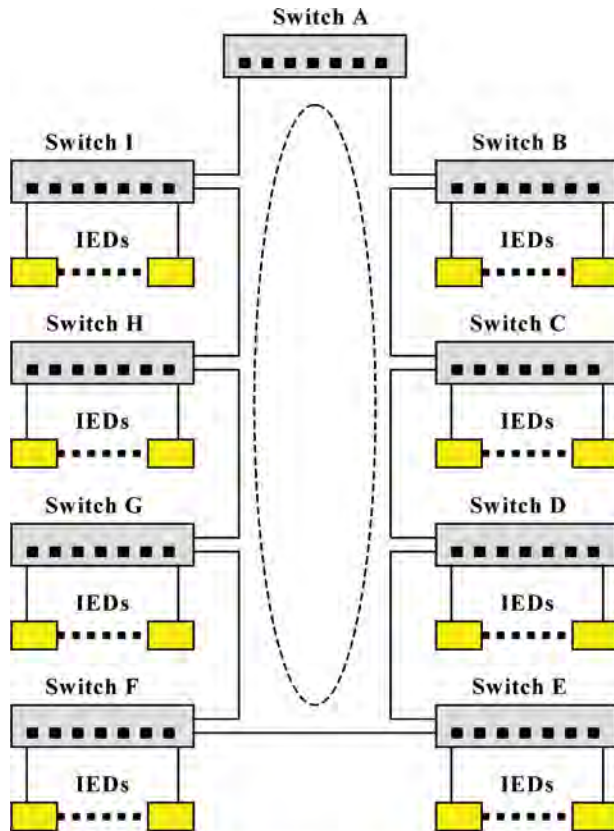 Switch A
Switch I
Switch B
IEDs
IEDs
Switch H
Switch C
IEDs
IEDs
Switch G
Switch D
IEDs
IEDs
Switch F
Switch E
IEDs
IEDs